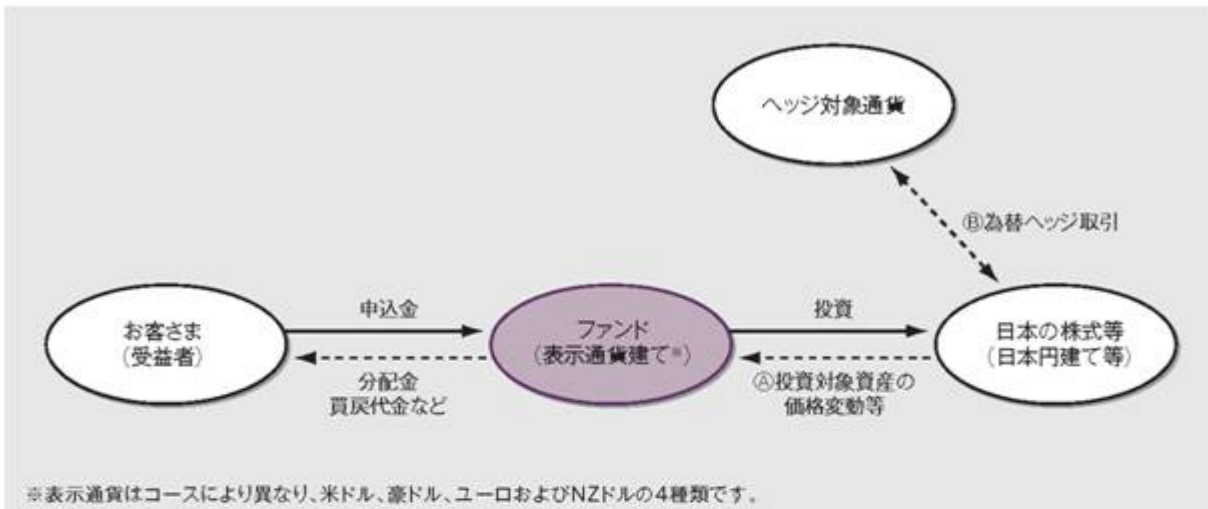 ヘッジ対象通貨
Ⓑ為替ヘッジ取引
お客さま
(受益者)
申込金
分配金
買戻代金など
ファンド
(表示通貨建て※)
投資
Ⓐ投資対象資産の
価格変動等
日本の株式等
(日本円建て等)
※表示通貨はコースにより異なり、米ドル、豪ドル、ユーロおよびNZドルの4種類です。